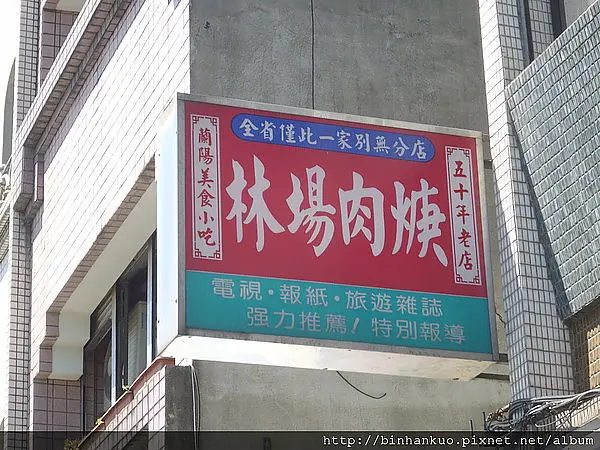 全省僅此一家別無分店
蘭陽美食小吃
林場肉焿
五十年老店
電視·報紙·旅遊雜誌
强力推薦！特別報導
http://binhankuo.pixnet.net/album